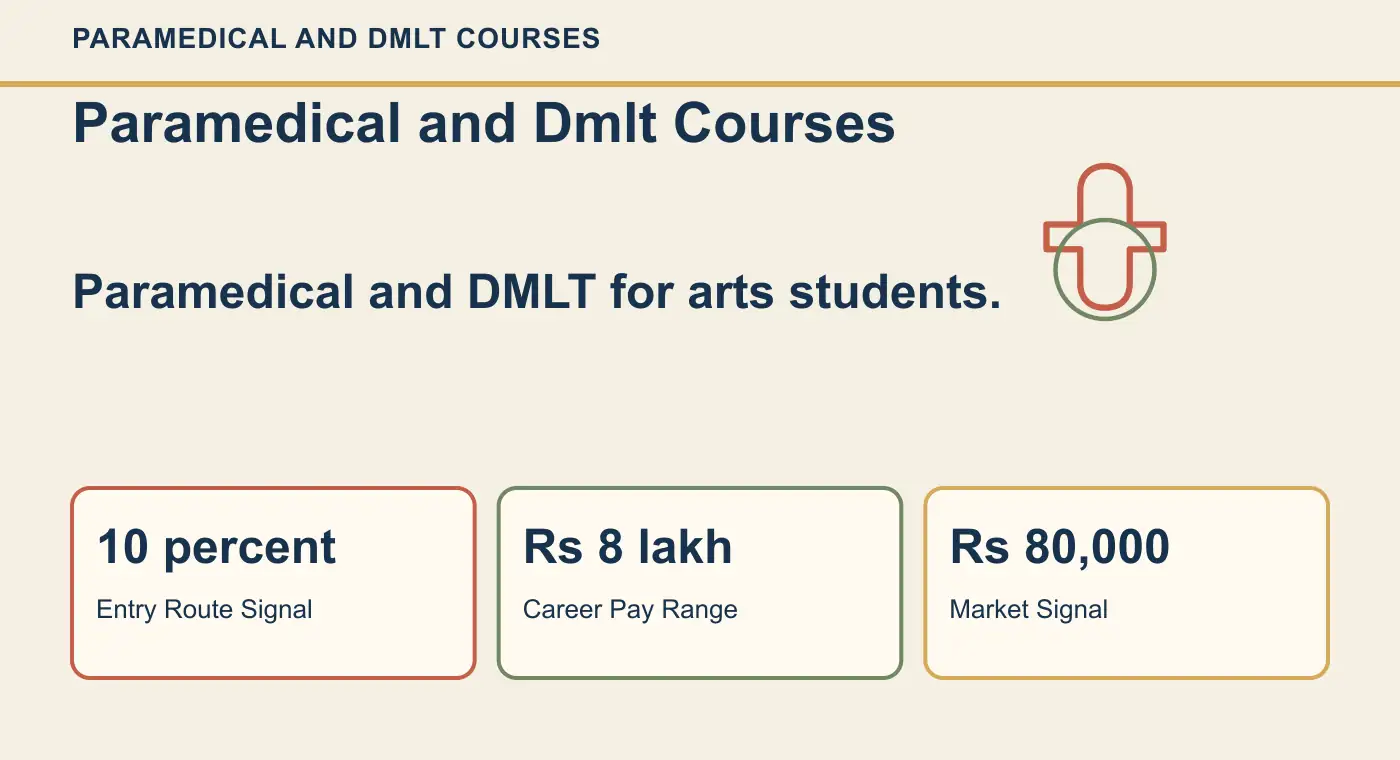 PARAMEDICAL AND DMLT COURSES
Paramedical and Dmlt Courses
Paramedical and DMLT for arts students.
10 percent
Entry Route Signal
Rs 8 lakh
Career Pay Range
Rs 80,000
Market Signal